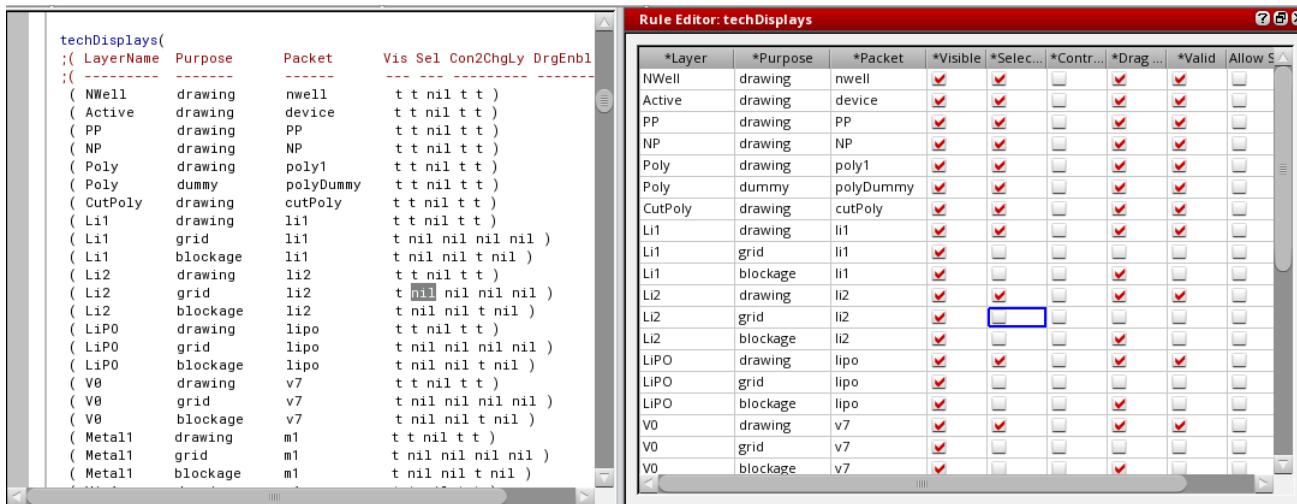 techDisplays(
;( LayerName Purpose Packet Vis Sel Con2ChgLy DrgEnbl
;( --------- ------- ------ --- --- --------- -------
( NWell drawing nwell t t nil t t )
( Active drawing device t t nil t t )
( PP drawing PP t t nil t t )
( NP drawing NP t t nil t t )
( Poly drawing poly1 t t nil t t )
( Poly dummy polyDummy t t nil t t )
( CutPoly drawing cutPoly t t nil t t )
( Li1 drawing li1 t t nil t t )
( Li1 grid li1 t nil nil nil nil )
( Li1 blockage li1 t nil nil t nil )
( Li2 drawing li2 t t nil t t )
( Li2 grid li2 t nil nil nil nil )
( Li2 blockage li2 t nil nil t nil )
( LiPO drawing lipo t t nil t t )
( LiPO grid lipo t nil nil nil nil )
( LiPO blockage lipo t nil nil t nil )
( V0 drawing v7 t t nil t t )
( V0 grid v7 t nil nil nil nil )
( V0 blockage v7 t nil nil t nil )
( Metal1 drawing m1 t t nil t t )
( Metal1 grid m1 t nil nil nil nil )
( Metal1 blockage m1 t nil nil t nil )
Rule Editor: techDisplays
*Layer *Purpose *Packet *Visible *Selec... *Contr... *Drag ... *Valid Allow S
NWell drawing nwell
Active drawing device
PP drawing PP
NP drawing NP
Poly drawing poly1
Poly dummy polyDummy
CutPoly drawing cutPoly
Li1 drawing li1
Li1 grid li1
Li1 blockage li1
Li2 drawing li2
Li2 grid li2
Li2 blockage li2
LiPO drawing lipo
LiPO grid lipo
LiPO blockage lipo
V0 drawing v7
V0 grid v7
V0 blockage v7